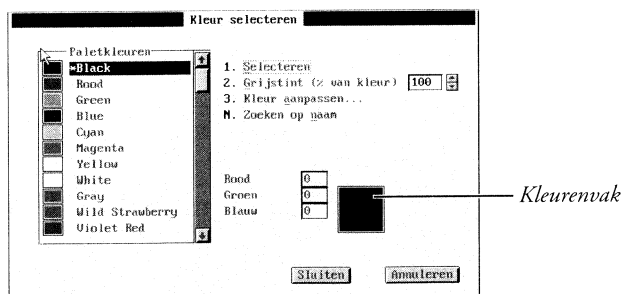 Kleur selecteren
Paletkleuren
*Black
Rood
Green
Blue
Cyan
Magenta
Yellow
White
Gray
Wild Strawberry
Violet Red
1. Selecteren
2. Grijstint (% van kleur) 100
3. Kleur aanpassen...
N. Zoeken op naam
Rood 0
Groen 0
Blauw 0
Kleurenvak
Sluiten
Annuleren